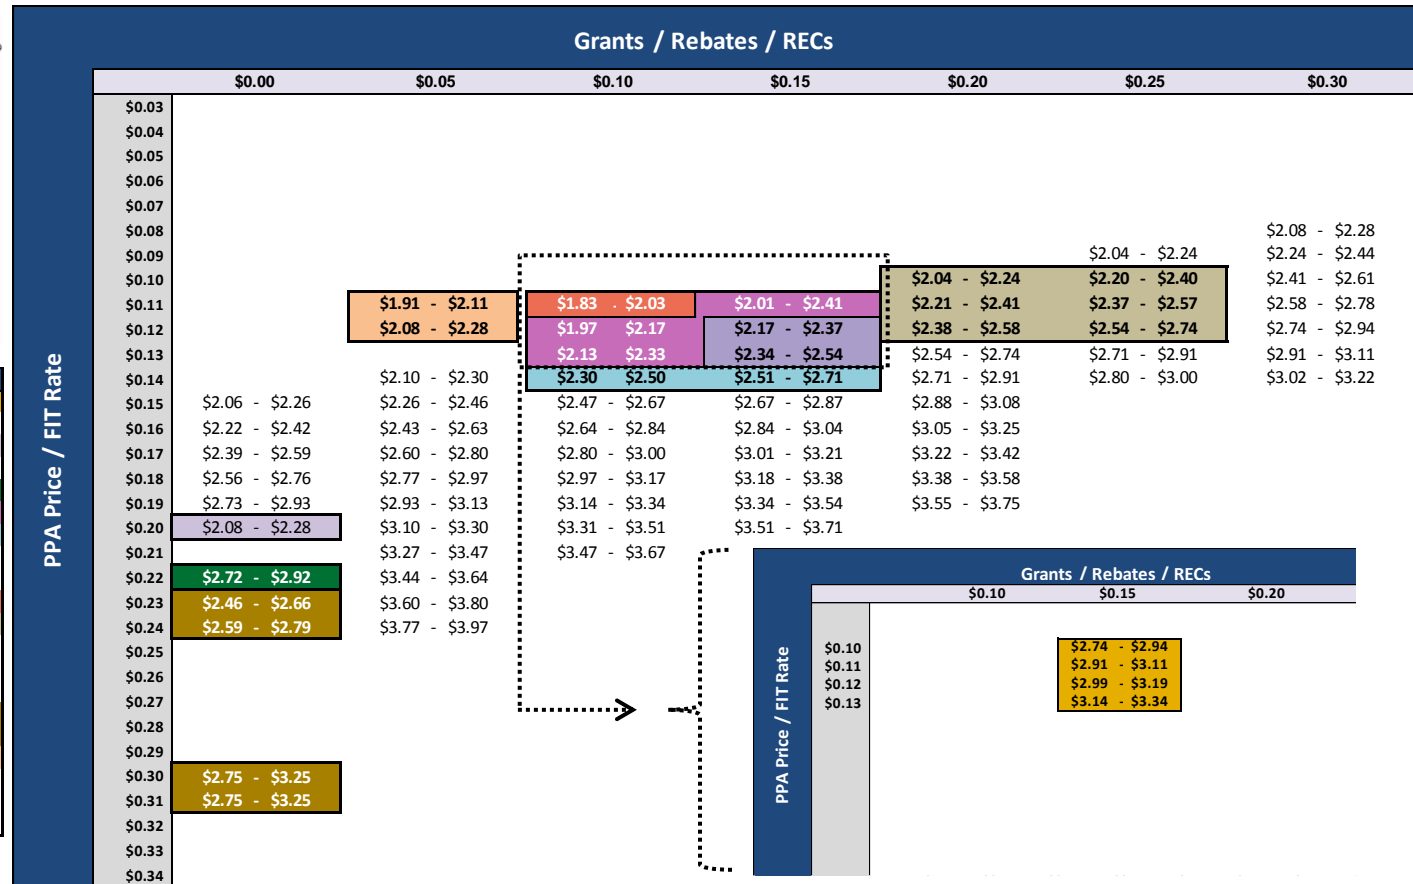 Grants / Rebates / RECs
$0.00 $0.05 $0.10 $0.15 $0.20 $0.25 $0.30
PPA Price / FIT Rate
$0.03
$0.04
$0.05
$0.06
$0.07
$0.08 $2.08 - $2.28
$0.09 $2.04 - $2.24 $2.24 - $2.44
$0.10 $2.04 - $2.24 $2.20 - $2.40 $2.41 - $2.61
$0.11 $1.91 - $2.11 $1.83 - $2.03 $2.01 - $2.41 $2.21 - $2.41 $2.37 - $2.57 $2.58 - $2.78
$0.12 $2.08 - $2.28 $1.97 $2.17 $2.17 - $2.37 $2.38 - $2.58 $2.54 - $2.74 $2.74 - $2.94
$0.13 $2.13 $2.33 $2.34 - $2.54 $2.54 - $2.74 $2.71 - $2.91 $2.91 - $3.11
$0.14 $2.10 - $2.30 $2.30 $2.50 $2.51 - $2.71 $2.71 - $2.91 $2.80 - $3.00 $3.02 - $3.22
$0.15 $2.06 - $2.26 $2.26 - $2.46 $2.47 - $2.67 $2.67 - $2.87 $2.88 - $3.08
$0.16 $2.22 - $2.42 $2.43 - $2.63 $2.64 - $2.84 $2.84 - $3.04 $3.05 - $3.25
$0.17 $2.39 - $2.59 $2.60 - $2.80 $2.80 - $3.00 $3.01 - $3.21 $3.22 - $3.42
$0.18 $2.56 - $2.76 $2.77 - $2.97 $2.97 - $3.17 $3.18 - $3.38 $3.38 - $3.58
$0.19 $2.73 - $2.93 $2.93 - $3.13 $3.14 - $3.34 $3.34 - $3.54 $3.55 - $3.75
$0.20 $2.08 - $2.28 $3.10 - $3.30 $3.31 - $3.51 $3.51 - $3.71
$0.21 $3.27 - $3.47 $3.47 - $3.67
$0.22 $2.72 - $2.92 $3.44 - $3.64
$0.23 $2.46 - $2.66 $3.60 - $3.80
$0.24 $2.59 - $2.79 $3.77 - $3.97
$0.25
$0.26
$0.27
$0.28
$0.29
$0.30 $2.75 - $3.25
$0.31 $2.75 - $3.25
$0.32
$0.33
$0.34
Grants / Rebates / RECs
$0.10 $0.15 $0.20
PPA Price / FIT Rate
$0.10 $2.74 - $2.94
$0.11 $2.91 - $3.11
$0.12 $2.99 - $3.19
$0.13 $3.14 - $3.34